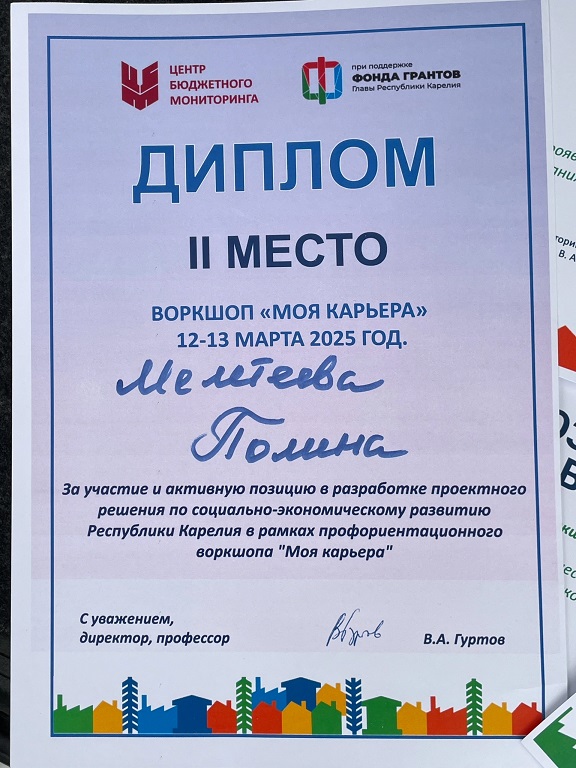 ЦЕНТР
БЮДЖЕТНОГО
МОНИТОРИНГА
при поддержке
ФОНДА ГРАНТОВ
Главы Республики Карелия
ДИПЛОМ
II МЕСТО
ВОРКШОП «МОЯ КАРЬЕРА»
12-13 МАРТА 2025 ГОД.
Полина
За участие и активную позицию в разработке проектного
решения по социально-экономическому развитию
Республики Карелия в рамках профориентационного
воркшопа "Моя карьера"
С уважением,
директор, профессор
В.А. Гуртов